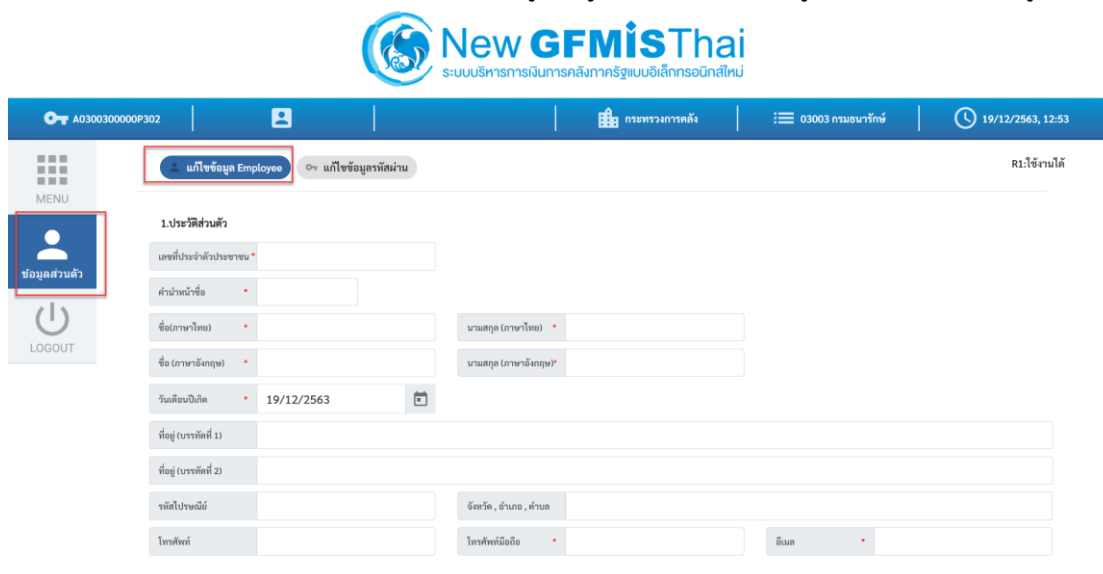 New GFMIS Thai
ระบบบริหารการเงินการคลังภาครัฐแบบอิเล็กทรอนิกส์ใหม่
A0300300000P302 กระทรวงการคลัง 03003 กรมธนารักษ์ 19/12/2563, 12:53
MENU
แก้ไขข้อมูล Employee แก้ไขข้อมูลรหัสผ่าน R1:ใช้งานได้
ข้อมูลส่วนตัว
LOGOUT
1.ประวัติส่วนตัว
เลขที่ประจำตัวประชาชน *
คำนำหน้าชื่อ *
ชื่อ(ภาษาไทย) * นามสกุล (ภาษาไทย) *
ชื่อ (ภาษาอังกฤษ) * นามสกุล (ภาษาอังกฤษ)*
วันเดือนปีเกิด * 19/12/2563
ที่อยู่ (บรรทัดที่ 1)
ที่อยู่ (บรรทัดที่ 2)
รหัสไปรษณีย์ จังหวัด , อำเภอ , ตำบล
โทรศัพท์ โทรศัพท์มือถือ * อีเมล *